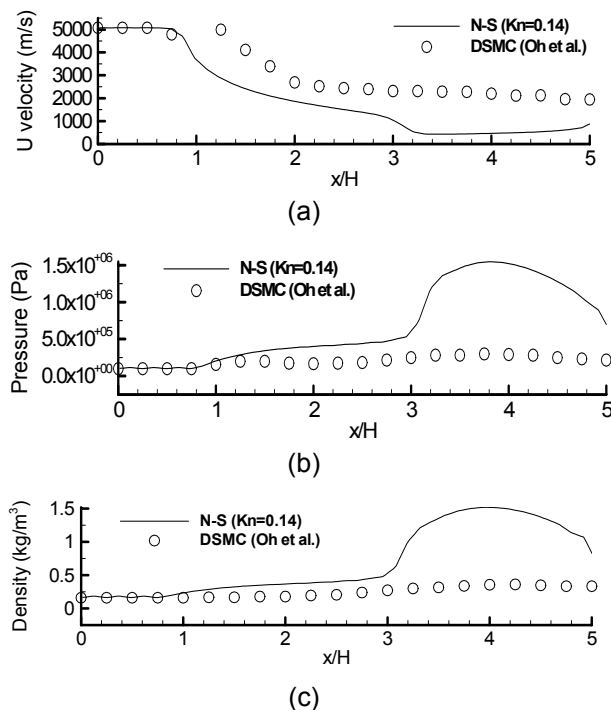 5000
4000
3000
2000
1000
0
U velocity (m/s)
N-S (Kn=0.14)
DSMC (Oh et al.)
0 1 2 3 4 5
x/H
(a)
1.5x10+06
1.0x10+06
5.0x10+05
0.0x10+00
Pressure (Pa)
N-S (Kn=0.14)
DSMC (Oh et al.)
0 1 2 3 4 5
x/H
(b)
1.5
1
0.5
0
Density (kg/m³)
N-S (Kn=0.14)
DSMC (Oh et al.)
0 1 2 3 4 5
x/H
(c)